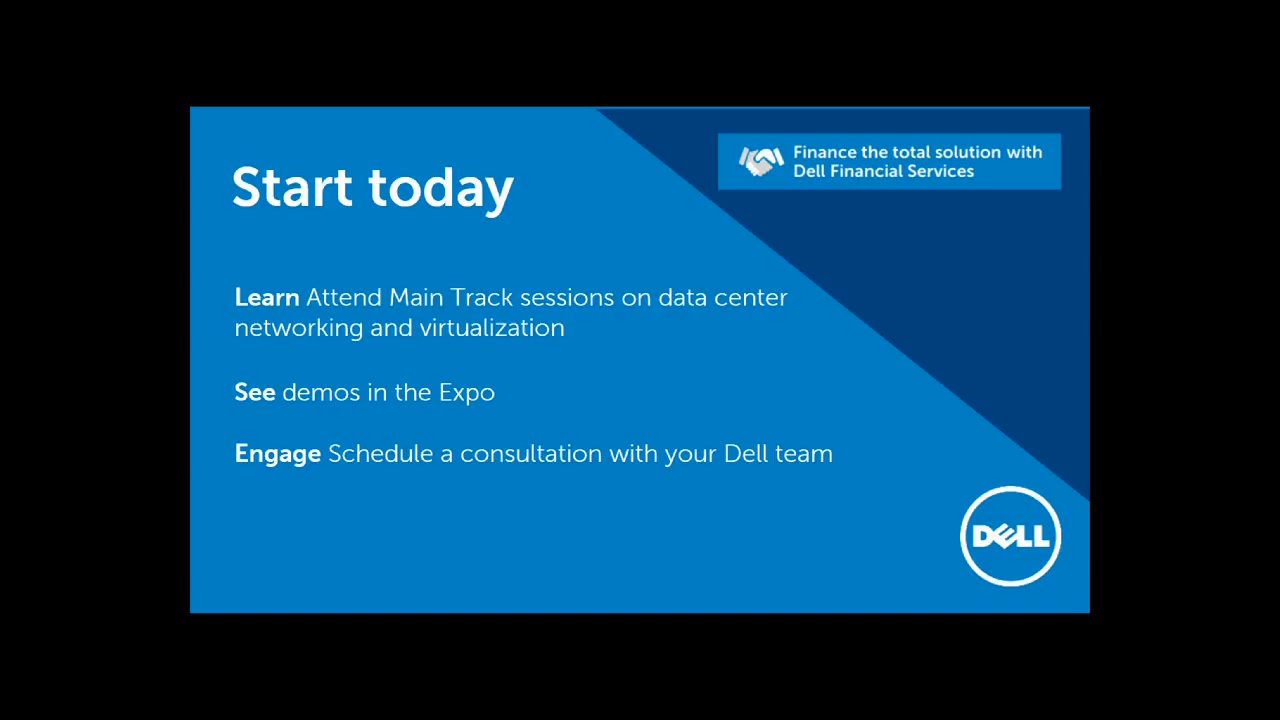 Start today
Finance the total solution with
Dell Financial Services
Learn Attend Main Track sessions on data center
networking and virtualization
See demos in the Expo
Engage Schedule a consultation with your Dell team
DELL